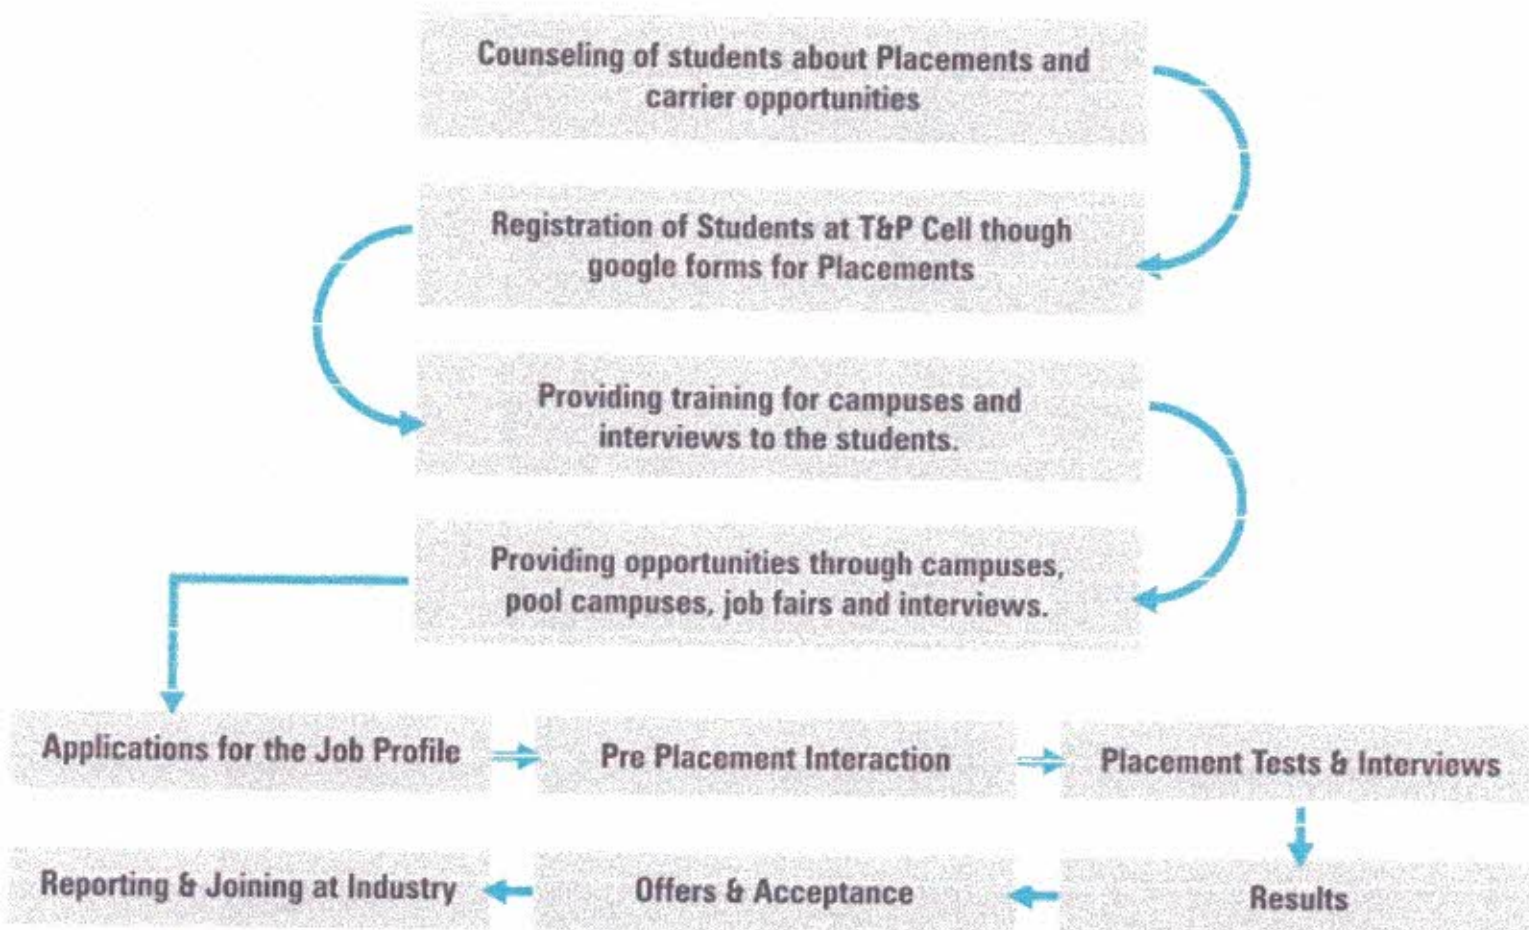 Counseling of students about Placements and
carrier opportunities
Registration of Students at T&P Cell though
google forms for Placements
Providing training for campuses and
interviews to the students.
Providing opportunities through campuses,
pool campuses, job fairs and interviews.
Applications for the Job Profile
Pre Placement Interaction
Placement Tests & Interviews
Reporting & Joining at Industry
Offers & Acceptance
Results